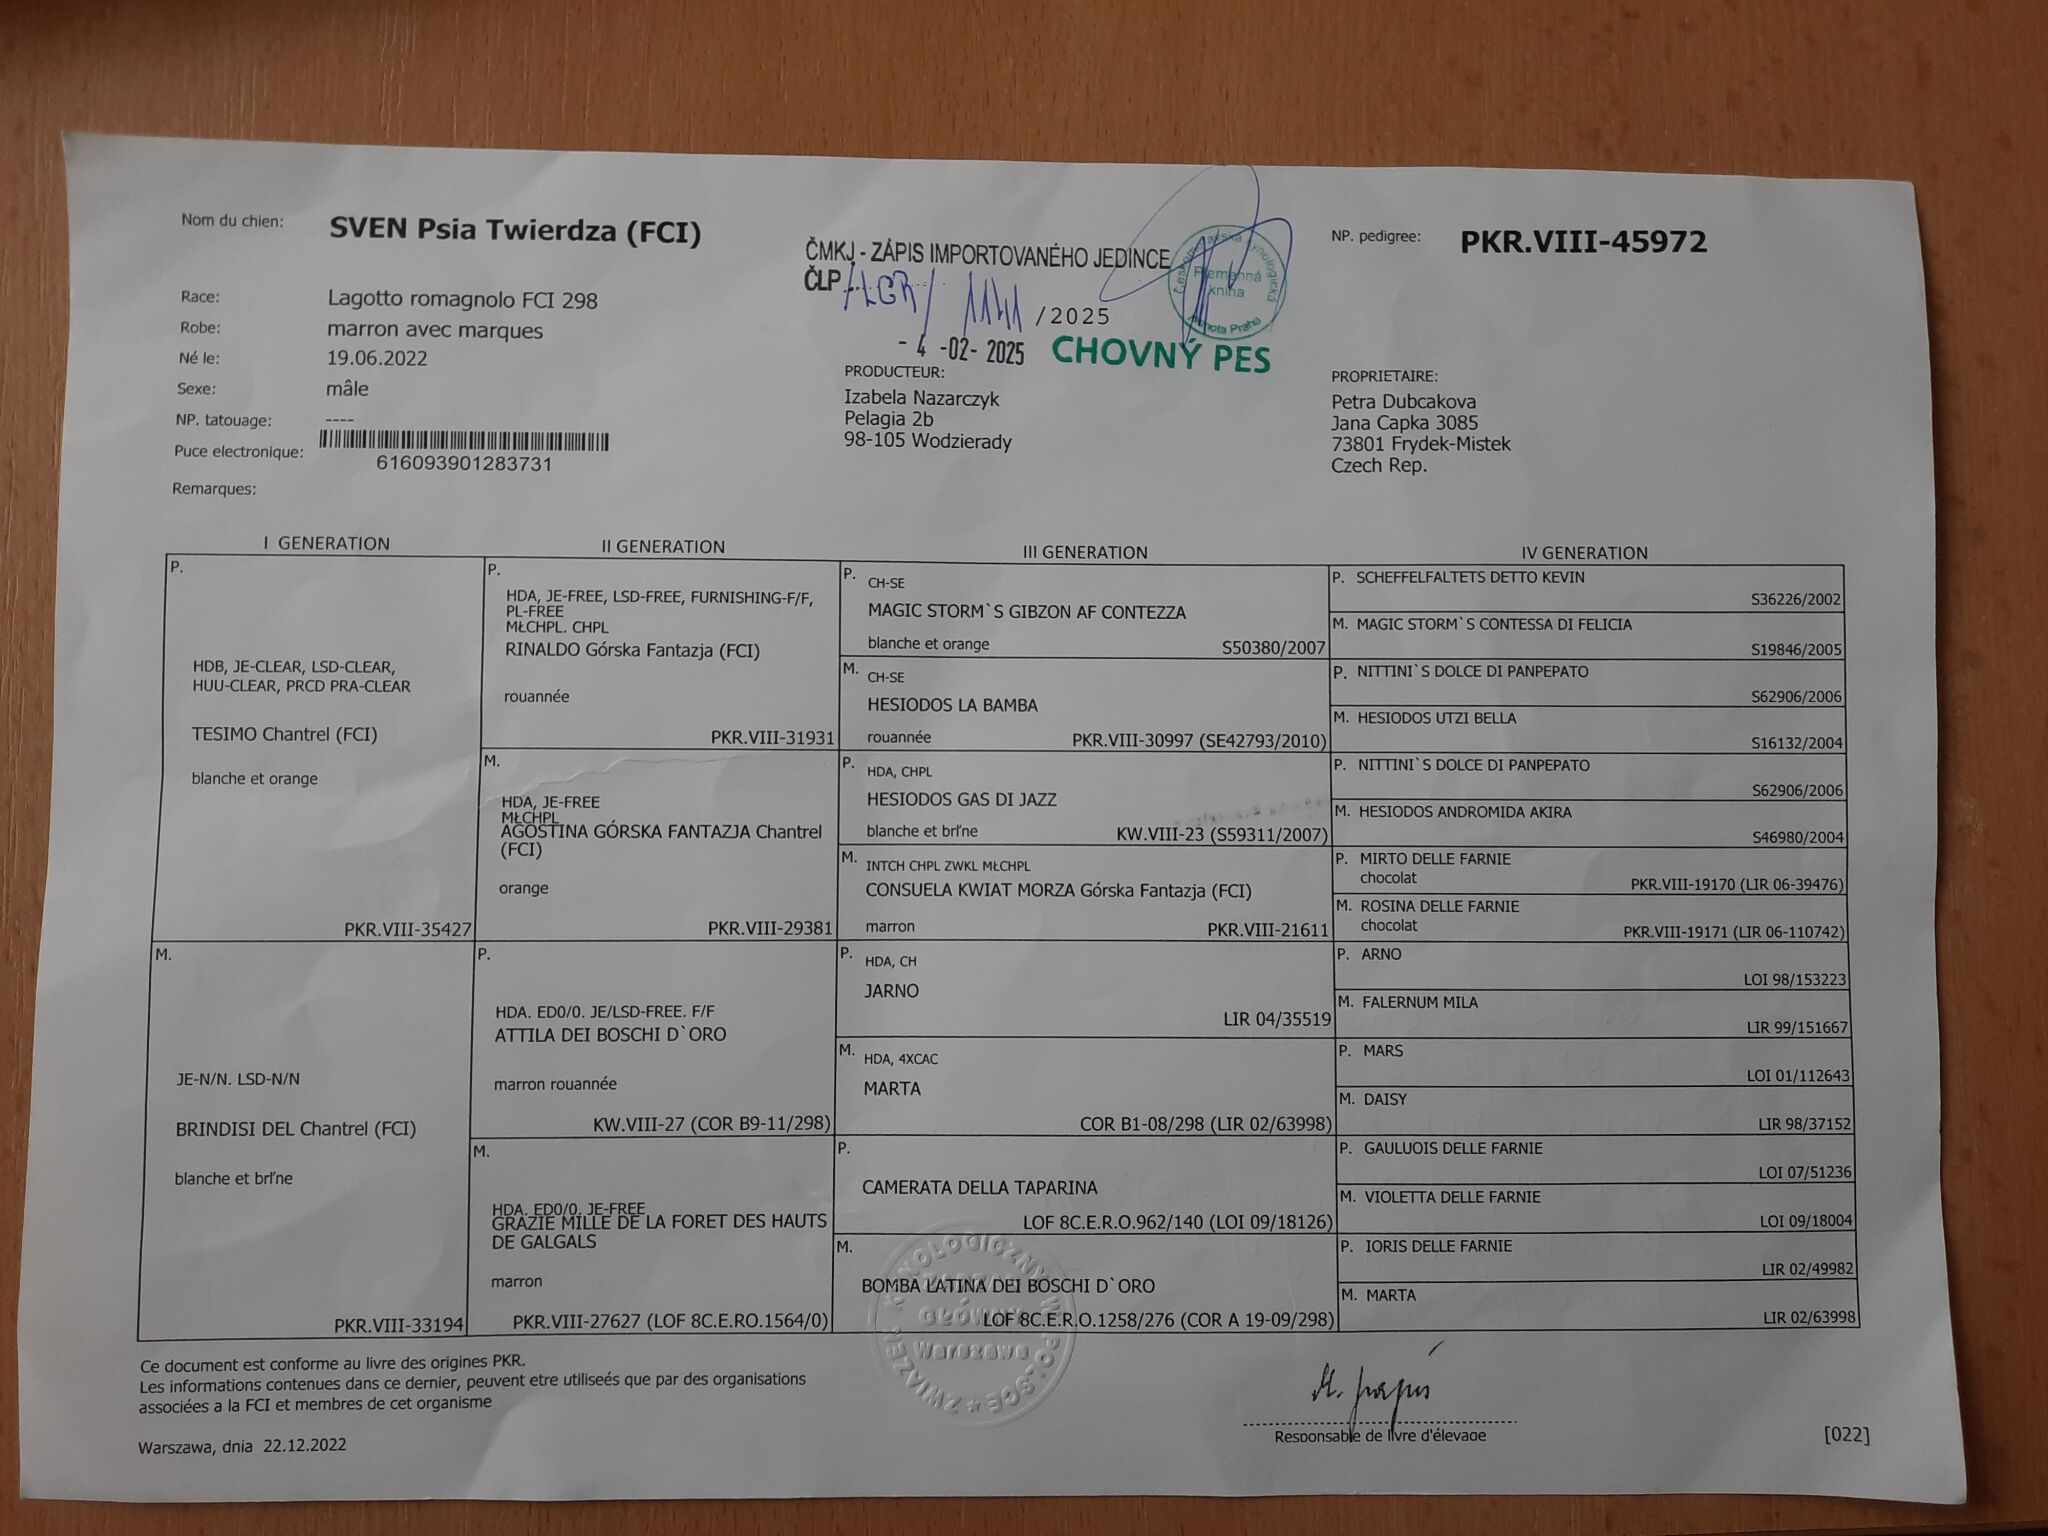 Nom du chien: SVEN Psia Twierdza (FCI)
ČMKJ - ZÁPIS IMPORTOVANÉHO JEDINCE
ČLP /LGR/ /2025
- 4 -02- 2025
CHOVNÝ PES
Českomoravská kynologická
Plemenná
kniha
Praha
NP. pedigree: PKR.VIII-45972
Race: Lagotto romagnolo FCI 298
Robe: marron avec marques
Né le: 19.06.2022
Sexe: mâle
NP. tatouage: ----
Puce electronique:
616093901283731
Remarques:
PRODUCTEUR:
Izabela Nazarczyk
Pelagia 2b
98-105 Wodzierady
PROPRIETAIRE:
Petra Dubcakova
Jana Capka 3085
73801 Frydek-Mistek
Czech Rep.
I GENERATION
P.
HDB, JE-CLEAR, LSD-CLEAR,
HUU-CLEAR, PRCD PRA-CLEAR
TESIMO Chantrel (FCI)
blanche et orange
PKR.VIII-35427
M.
JE-N/N. LSD-N/N
BRINDISI DEL Chantrel (FCI)
blanche et brľne
PKR.VIII-33194
II GENERATION
P.
HDA, JE-FREE, LSD-FREE, FURNISHING-F/F,
PL-FREE
MŁCHPL. CHPL
RINALDO Górska Fantazja (FCI)
rouannée
PKR.VIII-31931
M.
HDA, JE-FREE
MŁCHPL
AGOSTINA GÓRSKA FANTAZJA Chantrel
(FCI)
orange
PKR.VIII-29381
P.
HDA. ED0/0. JE/LSD-FREE. F/F
ATTILA DEI BOSCHI D`ORO
marron rouannée
KW.VIII-27 (COR B9-11/298)
M.
HDA. ED0/0. JE-FREE
GRAZIE MILLE DE LA FORET DES HAUTS
DE GALGALS
marron
PKR.VIII-27627 (LOF 8C.E.RO.1564/0)
III GENERATION
P. CH-SE
MAGIC STORM`S GIBZON AF CONTEZZA
blanche et orange S50380/2007
M. CH-SE
HESIODOS LA BAMBA
rouannée PKR.VIII-30997 (SE42793/2010)
P. HDA, CHPL
HESIODOS GAS DI JAZZ
blanche et brľne KW.VIII-23 (S59311/2007)
M. INTCH CHPL ZWKL MŁCHPL
CONSUELA KWIAT MORZA Górska Fantazja (FCI)
marron PKR.VIII-21611
P. HDA, CH
JARNO
LIR 04/35519
M. HDA, 4XCAC
MARTA
COR B1-08/298 (LIR 02/63998)
P.
CAMERATA DELLA TAPARINA
LOF 8C.E.R.O.962/140 (LOI 09/18126)
M.
BOMBA LATINA DEI BOSCHI D`ORO
LOF 8C.E.R.O.1258/276 (COR A 19-09/298)
IV GENERATION
P. SCHEFFELFALTETS DETTO KEVIN
S36226/2002
M. MAGIC STORM`S CONTESSA DI FELICIA
S19846/2005
P. NITTINI`S DOLCE DI PANPEPATO
S62906/2006
M. HESIODOS UTZI BELLA
S16132/2004
P. NITTINI`S DOLCE DI PANPEPATO
S62906/2006
M. HESIODOS ANDROMIDA AKIRA
S46980/2004
P. MIRTO DELLE FARNIE
chocolat PKR.VIII-19170 (LIR 06-39476)
M. ROSINA DELLE FARNIE
chocolat PKR.VIII-19171 (LIR 06-110742)
P. ARNO
LOI 98/153223
M. FALERNUM MILA
LIR 99/151667
P. MARS
LOI 01/112643
M. DAISY
LIR 98/37152
P. GAULUOIS DELLE FARNIE
LOI 07/51236
M. VIOLETTA DELLE FARNIE
LOI 09/18004
P. IORIS DELLE FARNIE
LIR 02/49982
M. MARTA
LIR 02/63998
ZWIĄZEK KYNOLOGICZNY W POLSCE
ZARZĄD
GŁÓWNY
Warszawa
Ce document est conforme au livre des origines PKR.
Les informations contenues dans ce dernier, peuvent etre utiliseés que par des organisations
associées a la FCI et membres de cet organisme
Warszawa, dnia 22.12.2022
Responsable de livre d'élevage
[022]